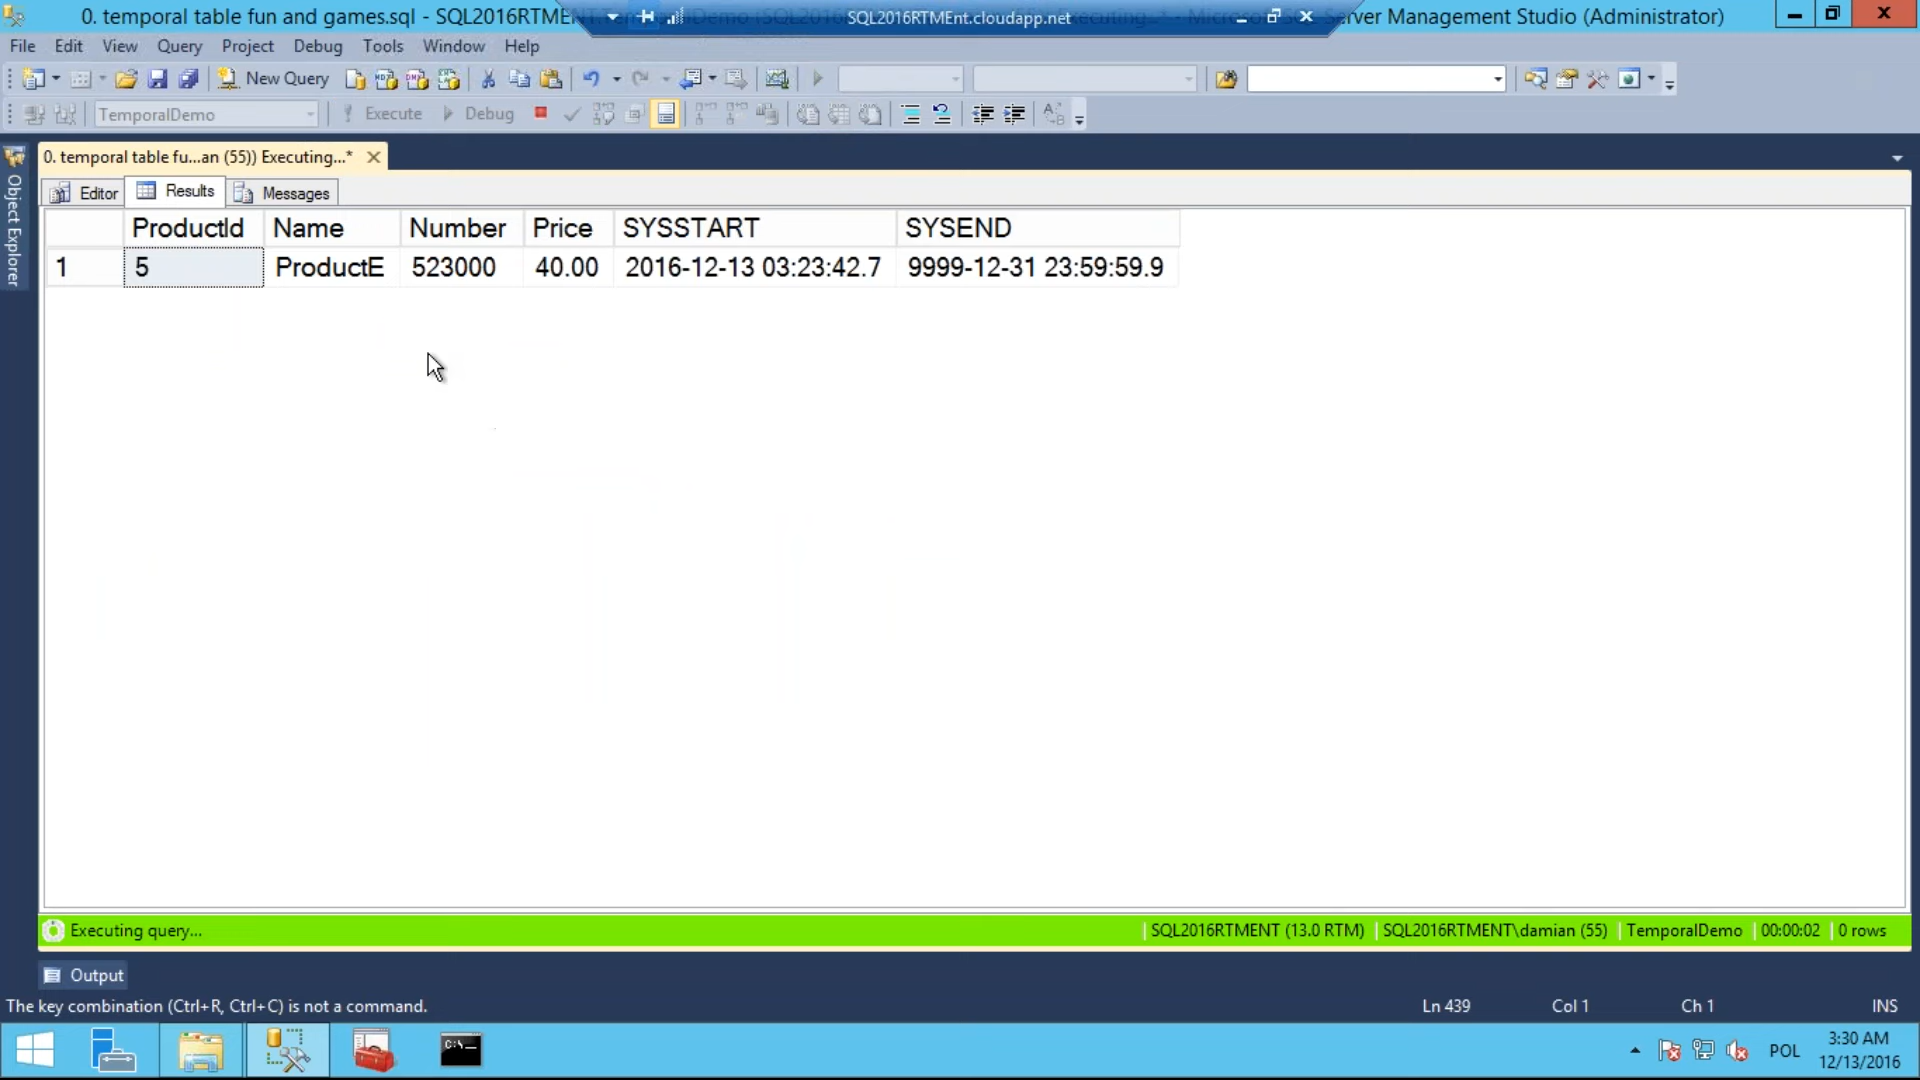 0. temporal table fun and games.sql - SQL2016RTMENT
SQL2016RTMEnt.cloudapp.net
Server Management Studio (Administrator)
File Edit View Query Project Debug Tools Window Help
New Query
TemporalDemo Execute Debug
Object Explorer
0. temporal table fu...an (55)) Executing...*
Editor Results Messages
ProductId Name Number Price SYSSTART SYSEND
1 5 ProductE 523000 40.00 2016-12-13 03:23:42.7 9999-12-31 23:59:59.9
Executing query... SQL2016RTMENT (13.0 RTM) SQL2016RTMENT\damian (55) TemporalDemo 00:00:02 0 rows
Output
The key combination (Ctrl+R, Ctrl+C) is not a command. Ln 439 Col 1 Ch 1 INS
POL 3:30 AM
12/13/2016